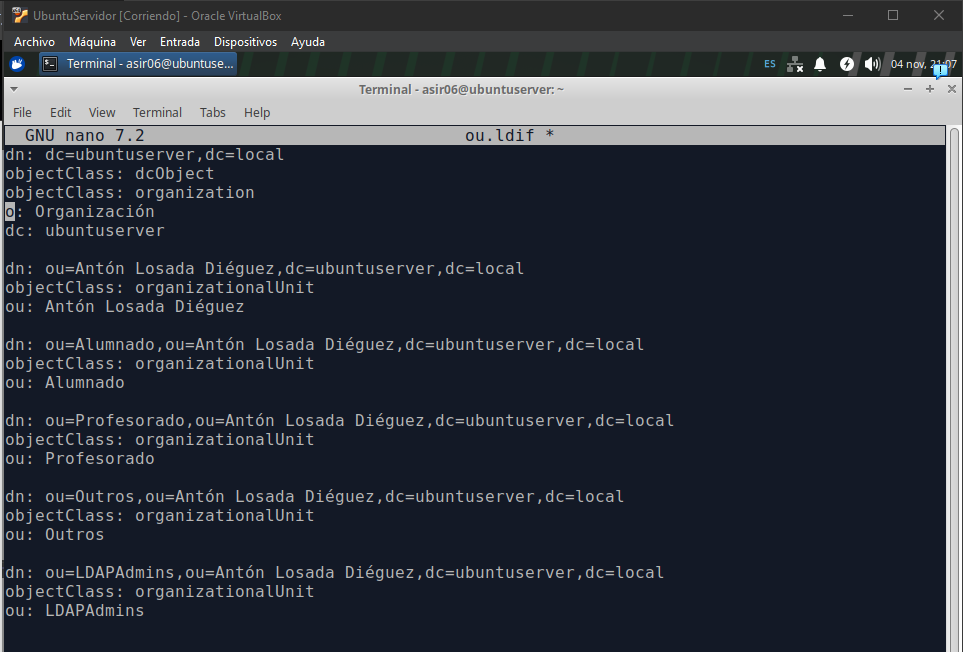 UbuntuServidor [Corriendo] - Oracle VirtualBox
Archivo Máquina Ver Entrada Dispositivos Ayuda
Terminal - asir06@ubuntuse... ES 04 nov, 21:07
Terminal - asir06@ubuntuserver: ~
File Edit View Terminal Tabs Help
GNU nano 7.2 ou.ldif *
dn: dc=ubuntuserver,dc=local
objectClass: dcObject
objectClass: organization
o: Organización
dc: ubuntuserver
dn: ou=Antón Losada Diéguez,dc=ubuntuserver,dc=local
objectClass: organizationalUnit
ou: Antón Losada Diéguez
dn: ou=Alumnado,ou=Antón Losada Diéguez,dc=ubuntuserver,dc=local
objectClass: organizationalUnit
ou: Alumnado
dn: ou=Profesorado,ou=Antón Losada Diéguez,dc=ubuntuserver,dc=local
objectClass: organizationalUnit
ou: Profesorado
dn: ou=Outros,ou=Antón Losada Diéguez,dc=ubuntuserver,dc=local
objectClass: organizationalUnit
ou: Outros
dn: ou=LDAPAdmins,ou=Antón Losada Diéguez,dc=ubuntuserver,dc=local
objectClass: organizationalUnit
ou: LDAPAdmins